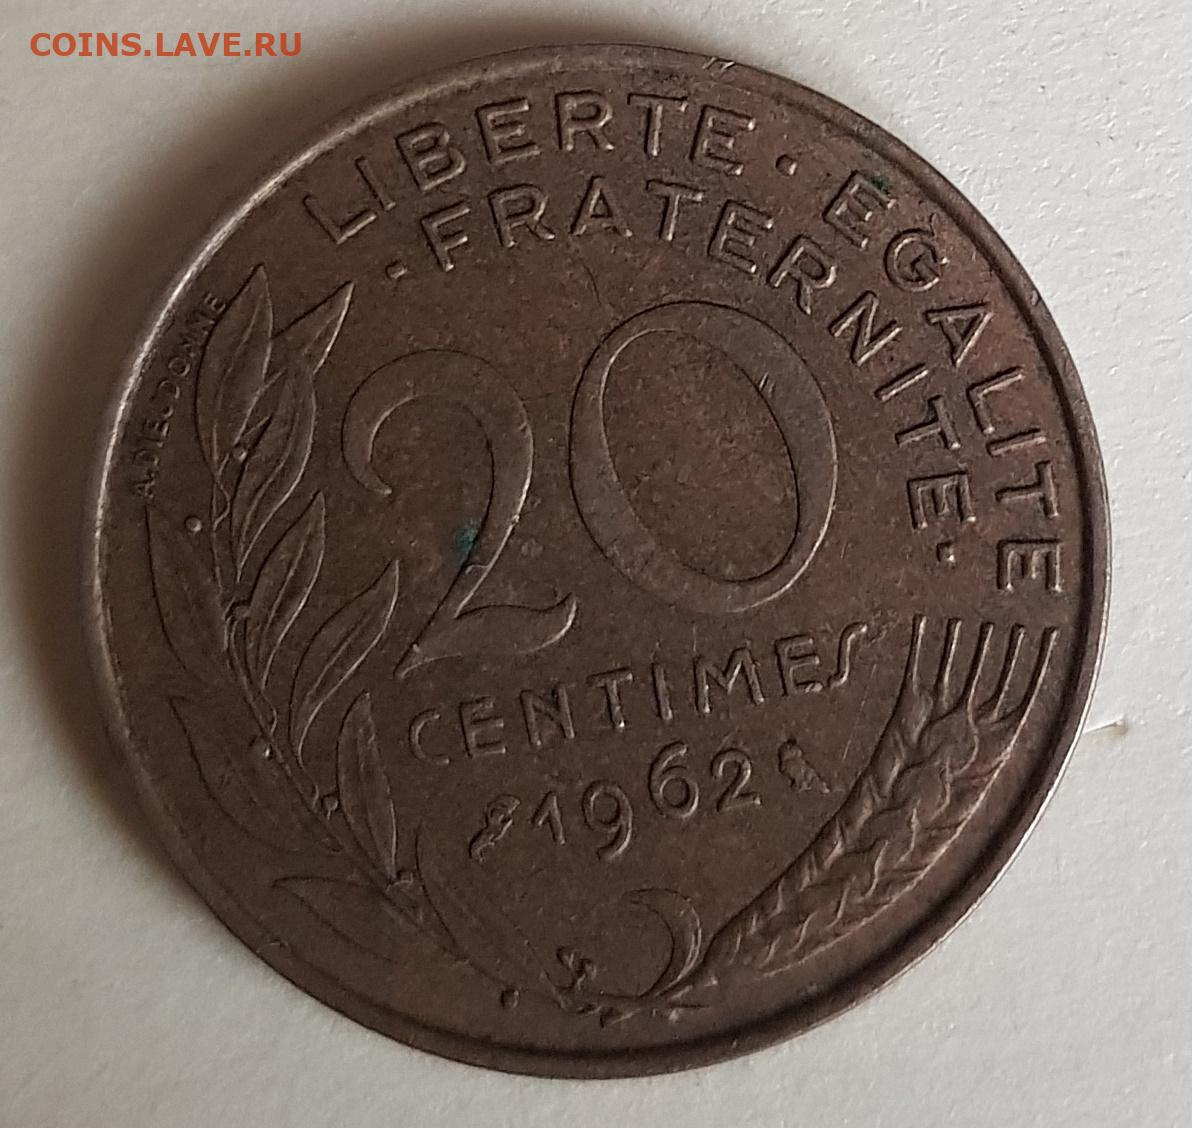 COINS.LAVE.RU
LIBERTE · EGALITE
· FRATERNITE ·
A.DIEUDONNE
20
CENTIMES
1962